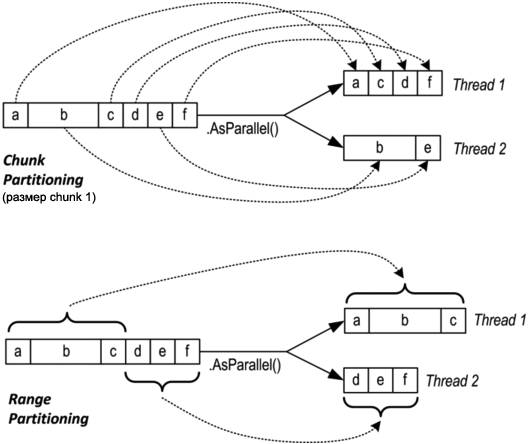 a c d f Thread 1
a b c d e f
.AsParallel()
b e Thread 2
Chunk
Partitioning
(размер chunk 1)
a b c Thread 1
a b c d e f
.AsParallel()
d e f Thread 2
Range
Partitioning